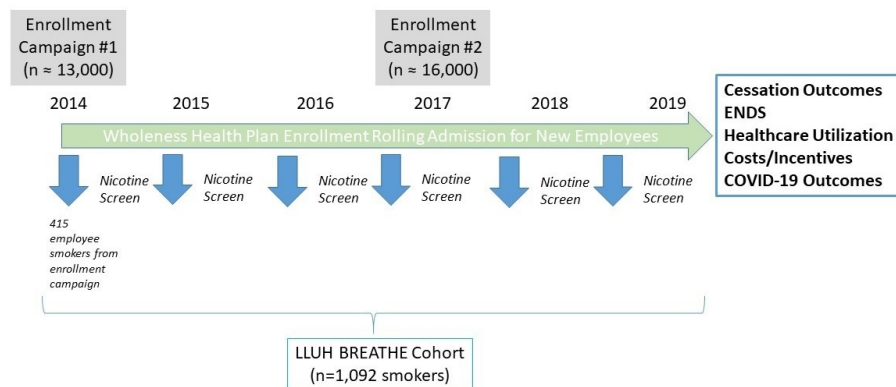 Enrollment
Campaign #1
(n ≈ 13,000)
Enrollment
Campaign #2
(n ≈ 16,000)
2014
2015
2016
2017
2018
2019
Wholeness Health Plan Enrollment Rolling Admission for New Employees
Cessation Outcomes
ENDS
Healthcare Utilization
Costs/Incentives
COVID-19 Outcomes
Nicotine
Screen
Nicotine
Screen
Nicotine
Screen
Nicotine
Screen
Nicotine
Screen
Nicotine
Screen
415
employee
smokers from
enrollment
campaign
LLUH BREATHE Cohort
(n=1,092 smokers)